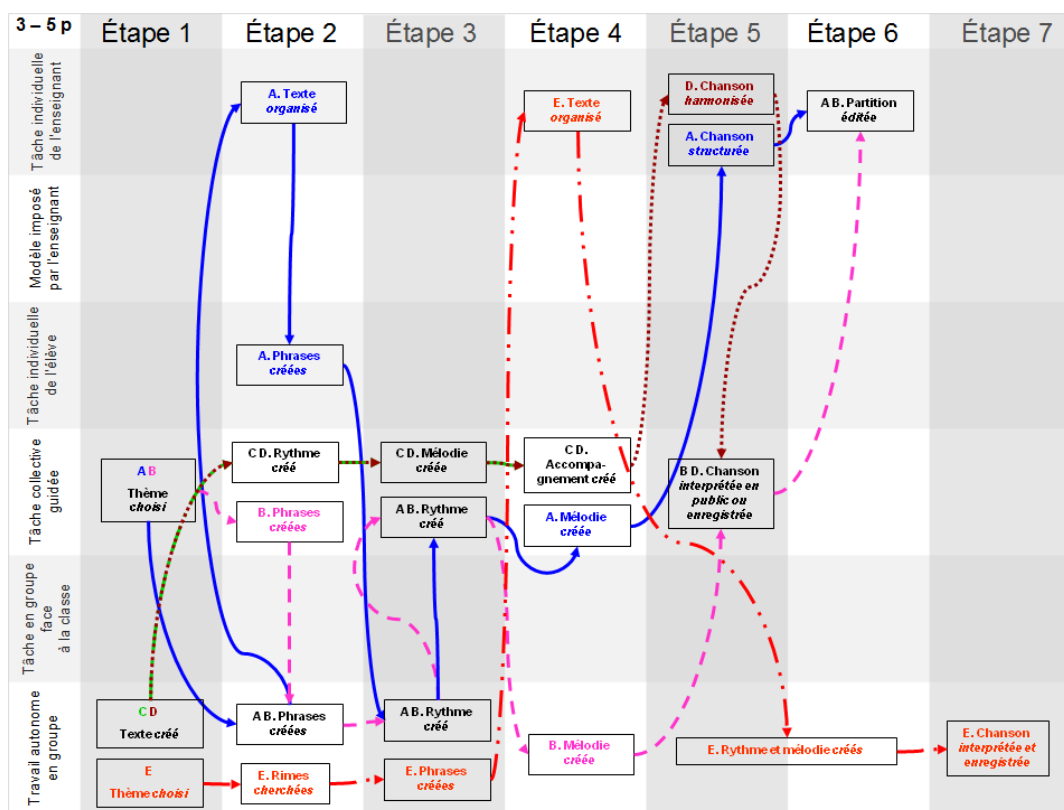 3 – 5 p
Étape 1
Étape 2
Étape 3
Étape 4
Étape 5
Étape 6
Étape 7
Tâche individuelle
de l'enseignant
A. Texte
organisé
E. Texte
organisé
D. Chanson
harmonisée
A. Chanson
structurée
AB. Partition
éditée
Modèle imposé
par l'enseignant
Tâche individuelle
de l'élève
A. Phrases
créées
Tâche collective
guidée
A B
Thème
choisi
C D. Rythme
créé
B. Phrases
créées
C D. Mélodie
créée
A B. Rythme
créé
C D.
Accompa-
gnement créé
A. Mélodie
créée
B D. Chanson
interprétée en
public ou
enregistrée
Tâche en groupe
face
à la classe
Travail autonome
en groupe
C D
Texte créé
E
Thème choisi
A B. Phrases
créées
E. Rimes
cherchées
A B. Rythme
créé
E. Phrases
créées
B. Mélodie
créée
E. Rythme et mélodie créés
E. Chanson
interprétée et
enregistrée